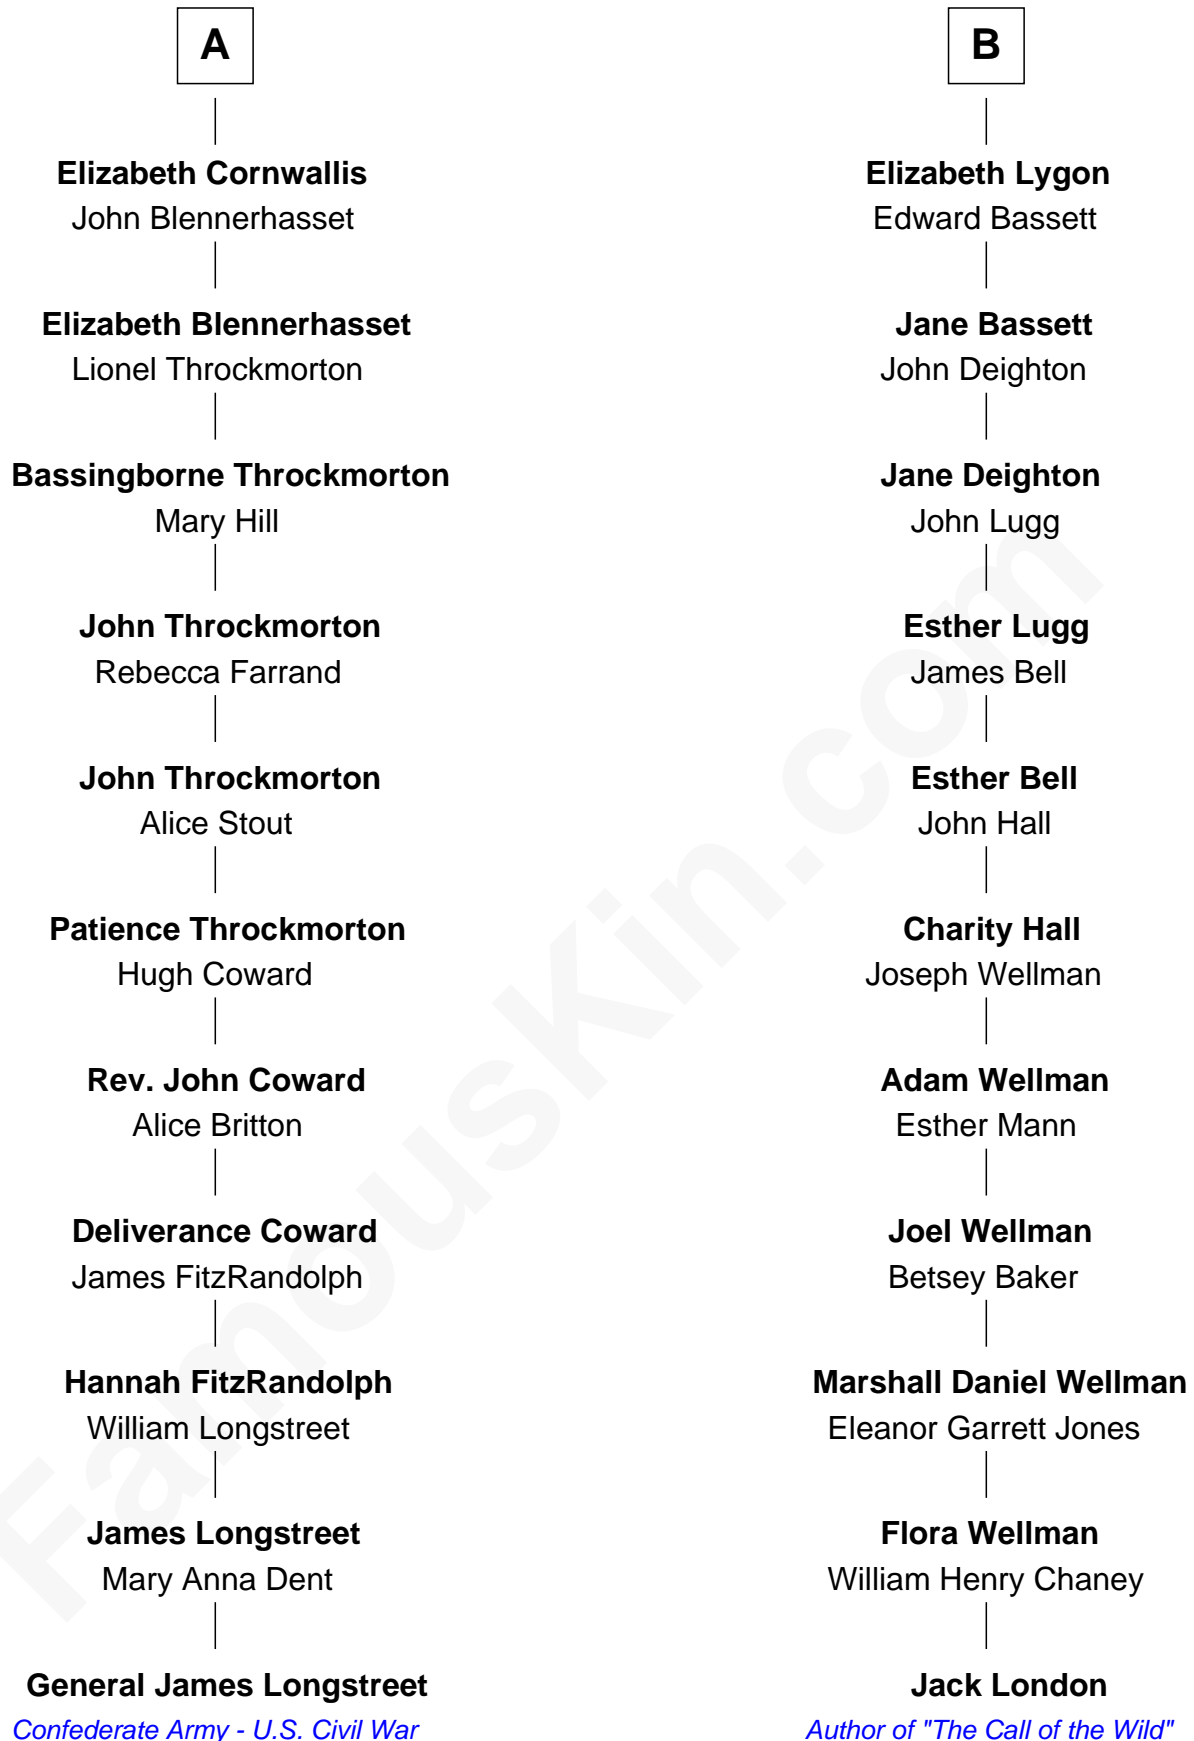 A
Elizabeth Cornwallis
John Blennerhasset
Elizabeth Blennerhasset
Lionel Throckmorton
Bassingborne Throckmorton
Mary Hill
John Throckmorton
Rebecca Farrand
John Throckmorton
Alice Stout
Patience Throckmorton
Hugh Coward
Rev. John Coward
Alice Britton
Deliverance Coward
James FitzRandolph
Hannah FitzRandolph
William Longstreet
James Longstreet
Mary Anna Dent
General James Longstreet
Confederate Army - U.S. Civil War
B
Elizabeth Lygon
Edward Bassett
Jane Bassett
John Deighton
Jane Deighton
John Lugg
Esther Lugg
James Bell
Esther Bell
John Hall
Charity Hall
Joseph Wellman
Adam Wellman
Esther Mann
Joel Wellman
Betsey Baker
Marshall Daniel Wellman
Eleanor Garrett Jones
Flora Wellman
William Henry Chaney
Jack London
Author of "The Call of the Wild"
FamousKin.com